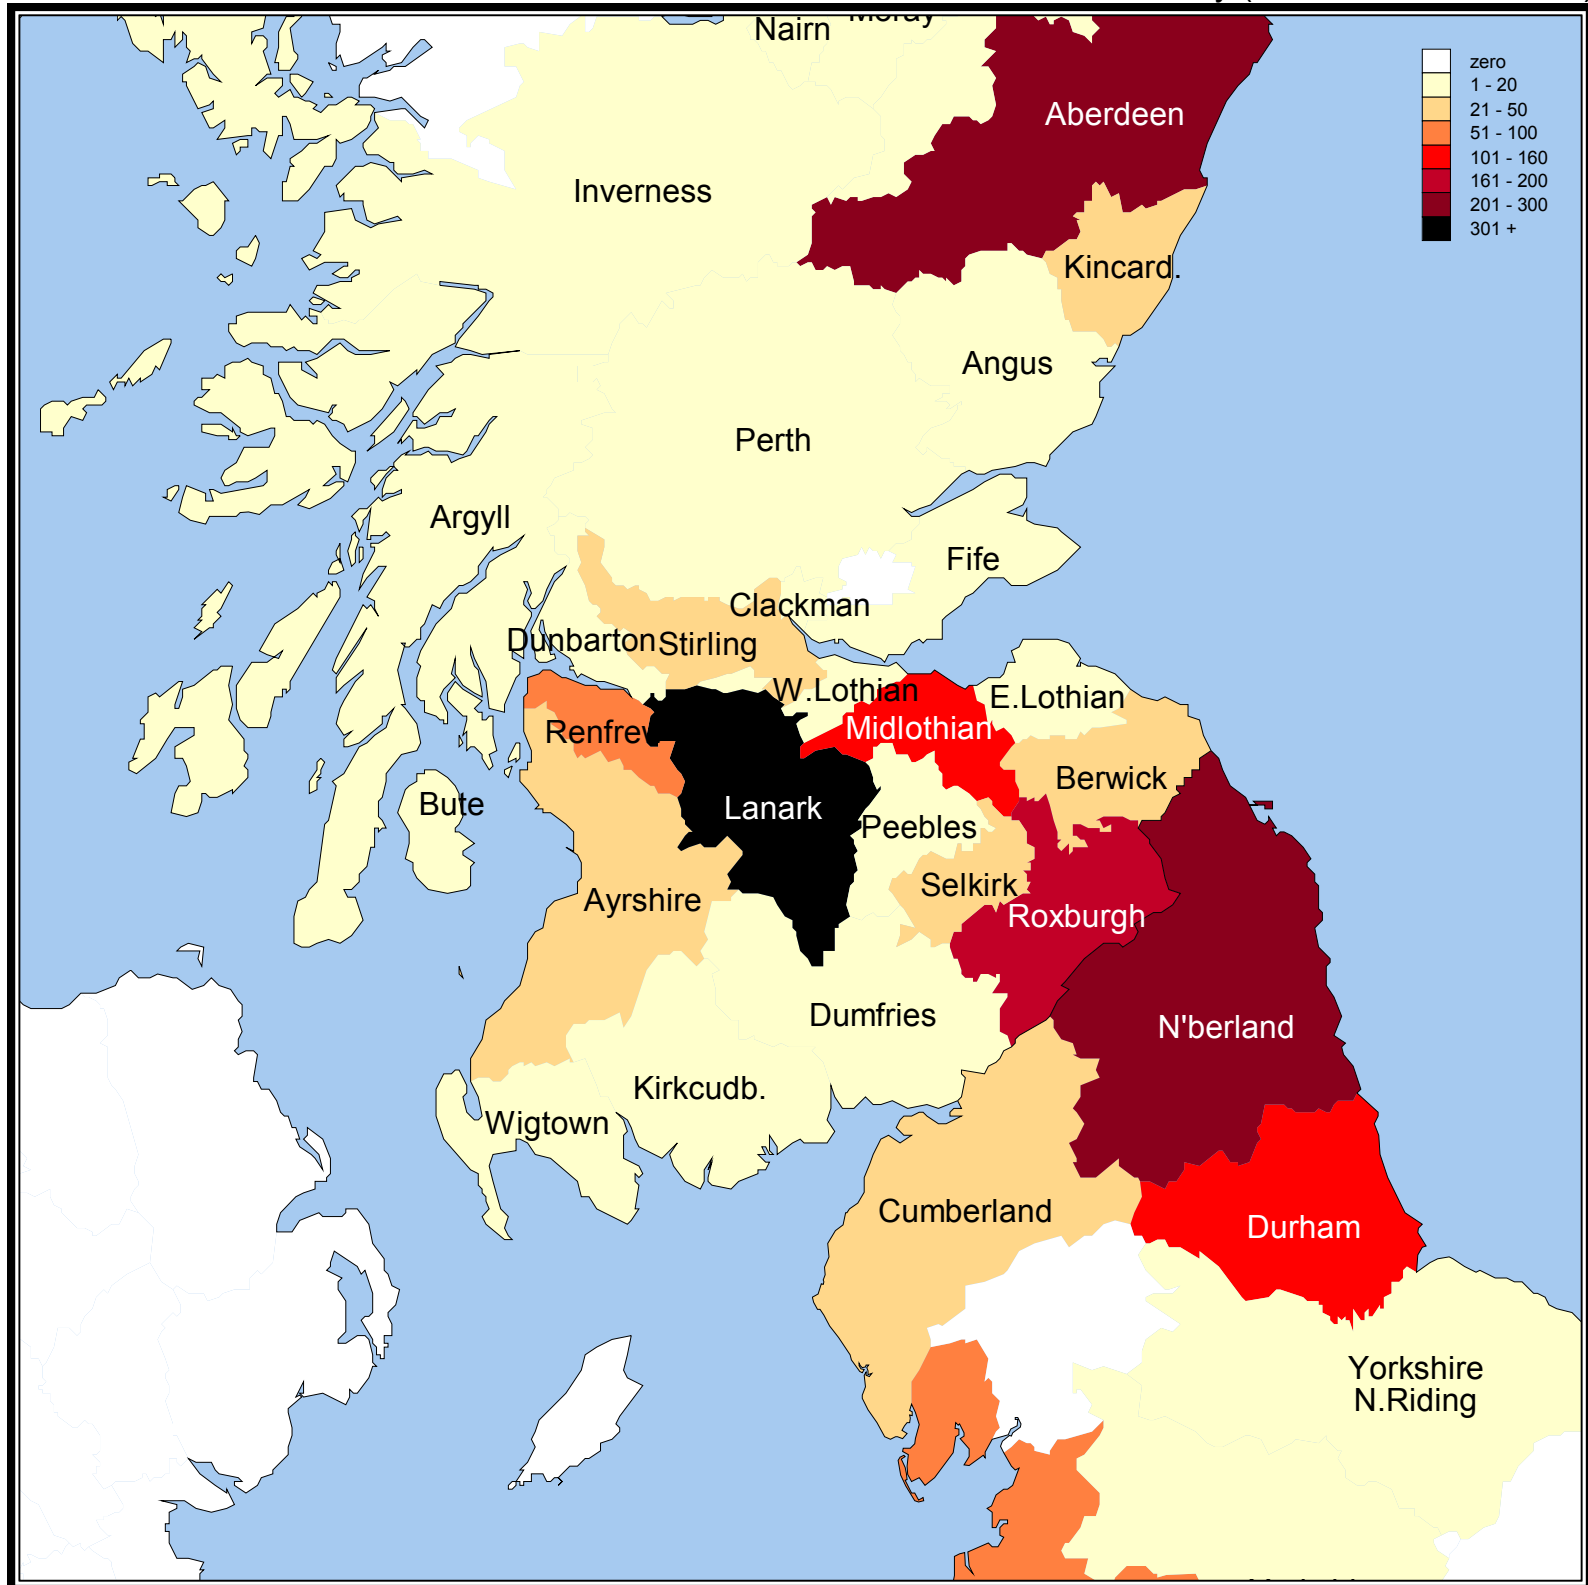 Nairn
Moray
zero
1 - 20
21 - 50
51 - 100
101 - 160
161 - 200
201 - 300
301 +
Aberdeen
Inverness
Kincard.
Angus
Perth
Argyll
Fife
Clackman
Dunbarton
Stirling
W.Lothian
E.Lothian
Midlothian
Renfrew
Berwick
Bute
Lanark
Peebles
Selkirk
Ayrshire
Roxburgh
Dumfries
N'berland
Kirkcudb.
Wigtown
Cumberland
Durham
Yorkshire
N.Riding